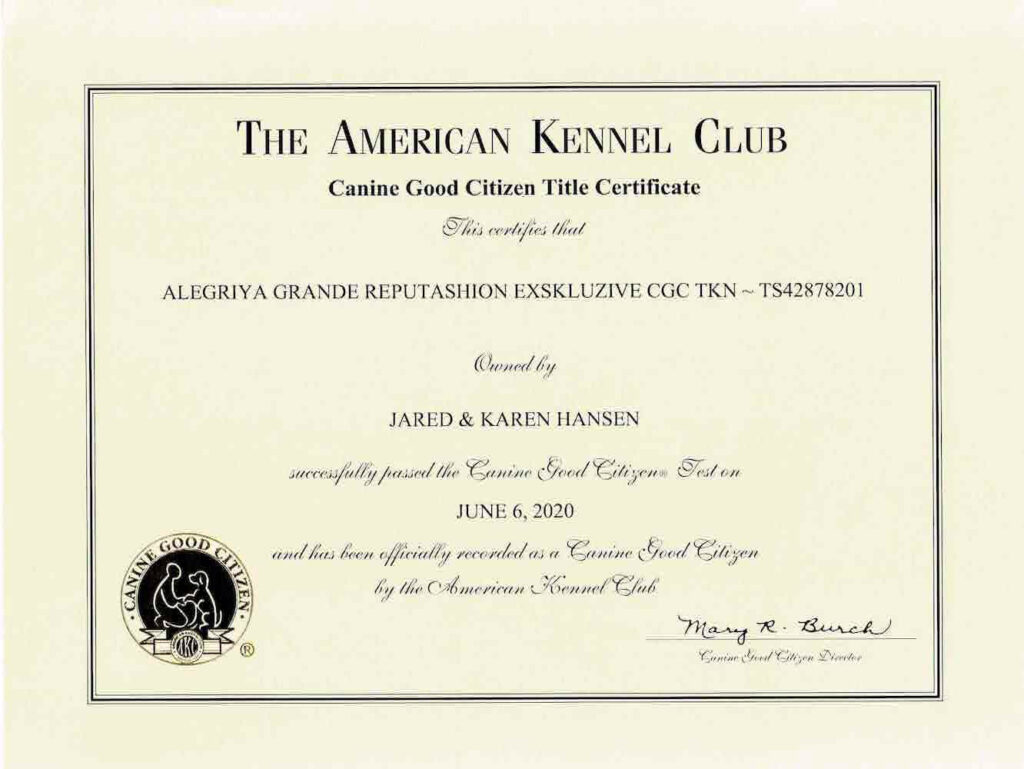 THE AMERICAN KENNEL CLUB
Canine Good Citizen Title Certificate
This certifies that
ALEGRIYA GRANDE REPUTASHION EXSKLUZIVE CGC TKN ~ TS42878201
Owned by
JARED & KAREN HANSEN
successfully passed the Canine Good Citizen® Test on
JUNE 6, 2020
and has been officially recorded as a Canine Good Citizen
by the American Kennel Club
· CANINE GOOD CITIZEN ·
AKC
®
Mary R. Burch
Canine Good Citizen Director